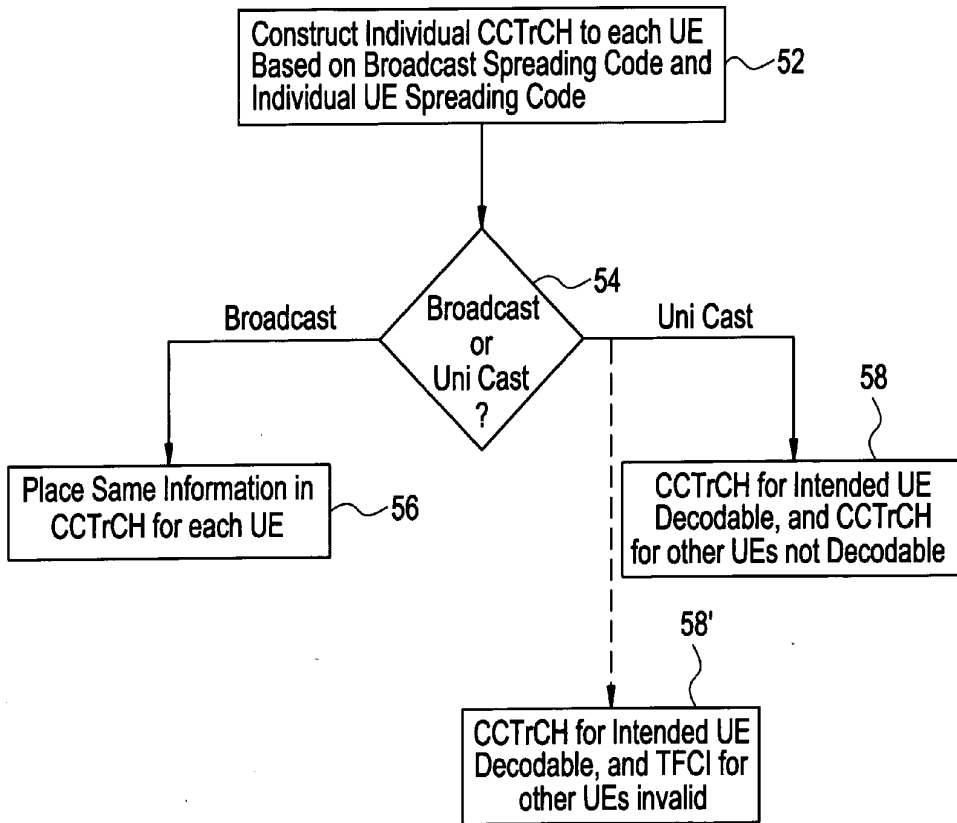 Construct Individual CCTrCH to each UE
Based on Broadcast Spreading Code and
Individual UE Spreading Code
52
54
Broadcast
or
Uni Cast
?
Broadcast
Uni Cast
Place Same Information in
CCTrCH for each UE
56
58
CCTrCH for Intended UE
Decodable, and CCTrCH
for other UEs not Decodable
58'
CCTrCH for Intended UE
Decodable, and TFCI for
other UEs invalid